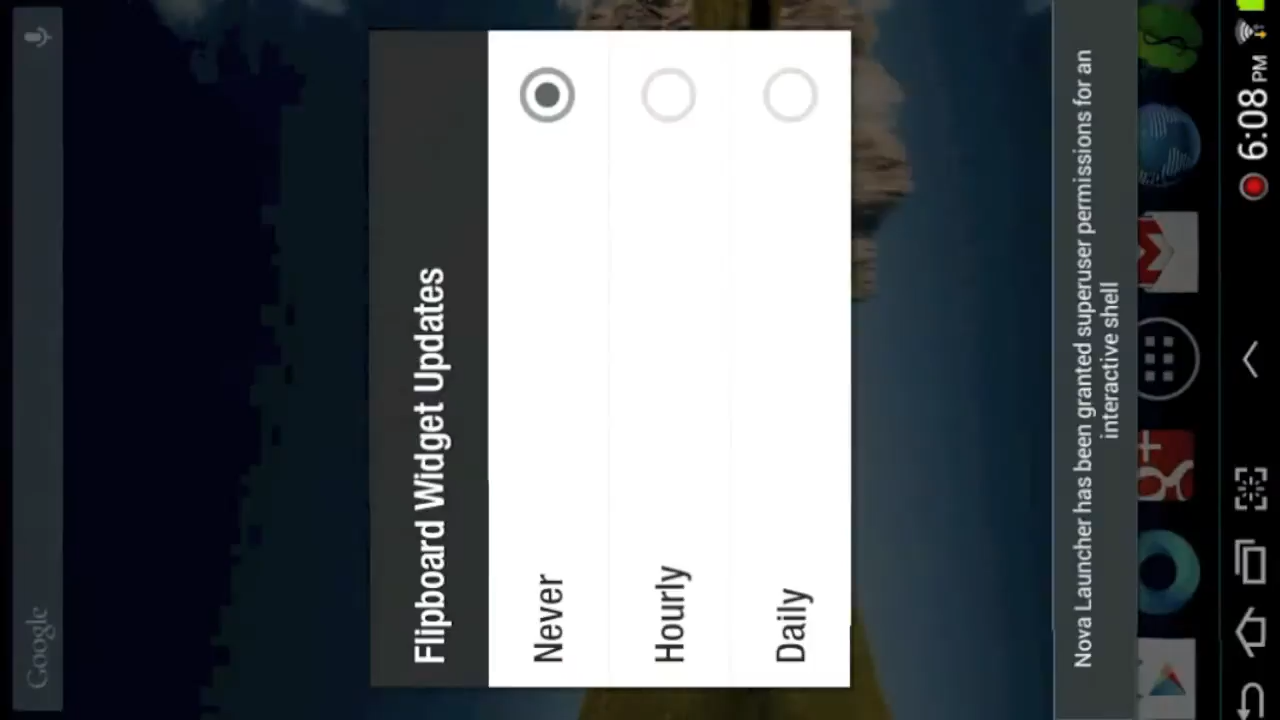 Google
Flipboard Widget Updates
Never
Hourly
Daily
Nova Launcher has been granted superuser permissions for an
interactive shell
6:08 PM